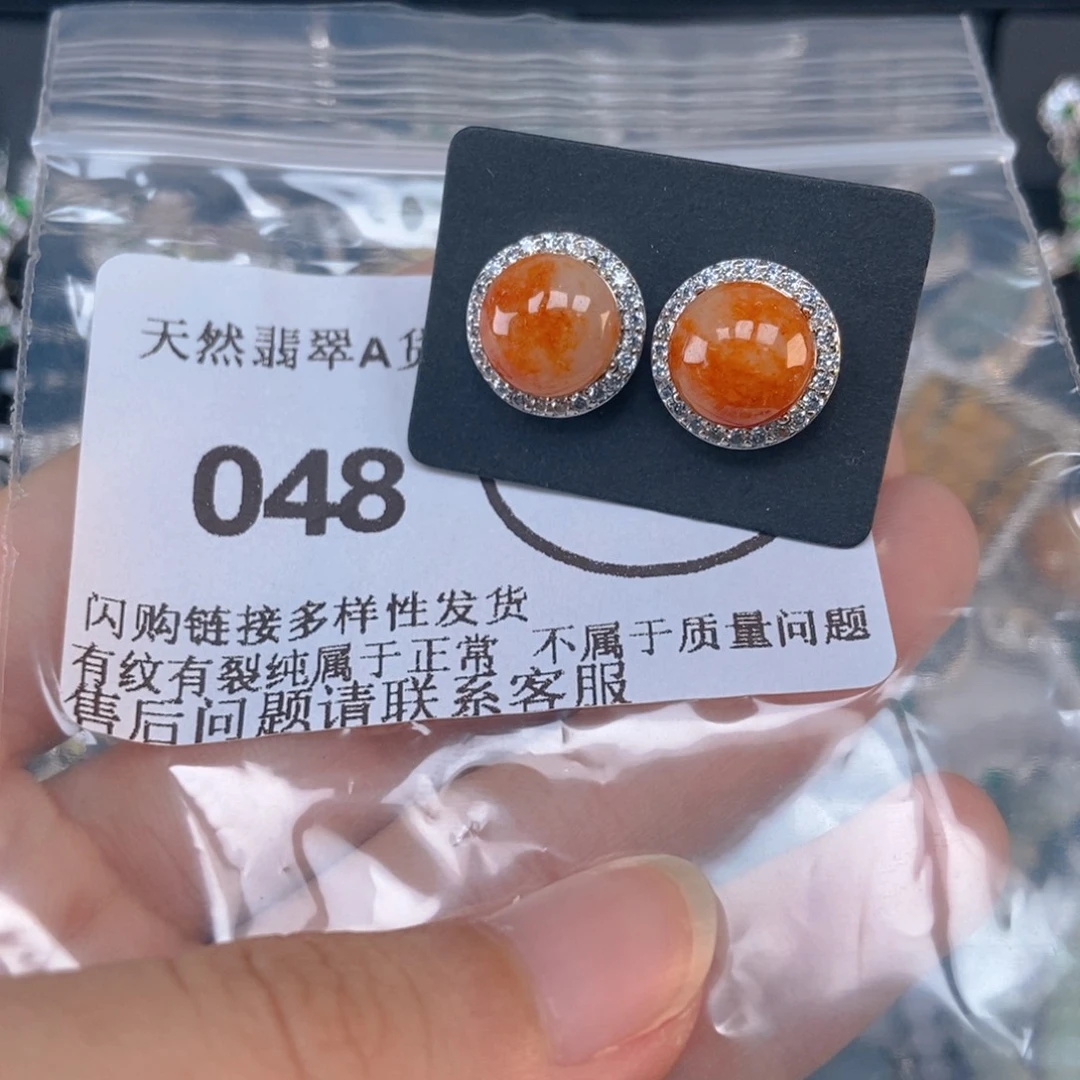 天然翡翠A货
048
闪购链接多样性发货
有纹有裂纯属于正常 不属于质量问题
售后问题请联系客服